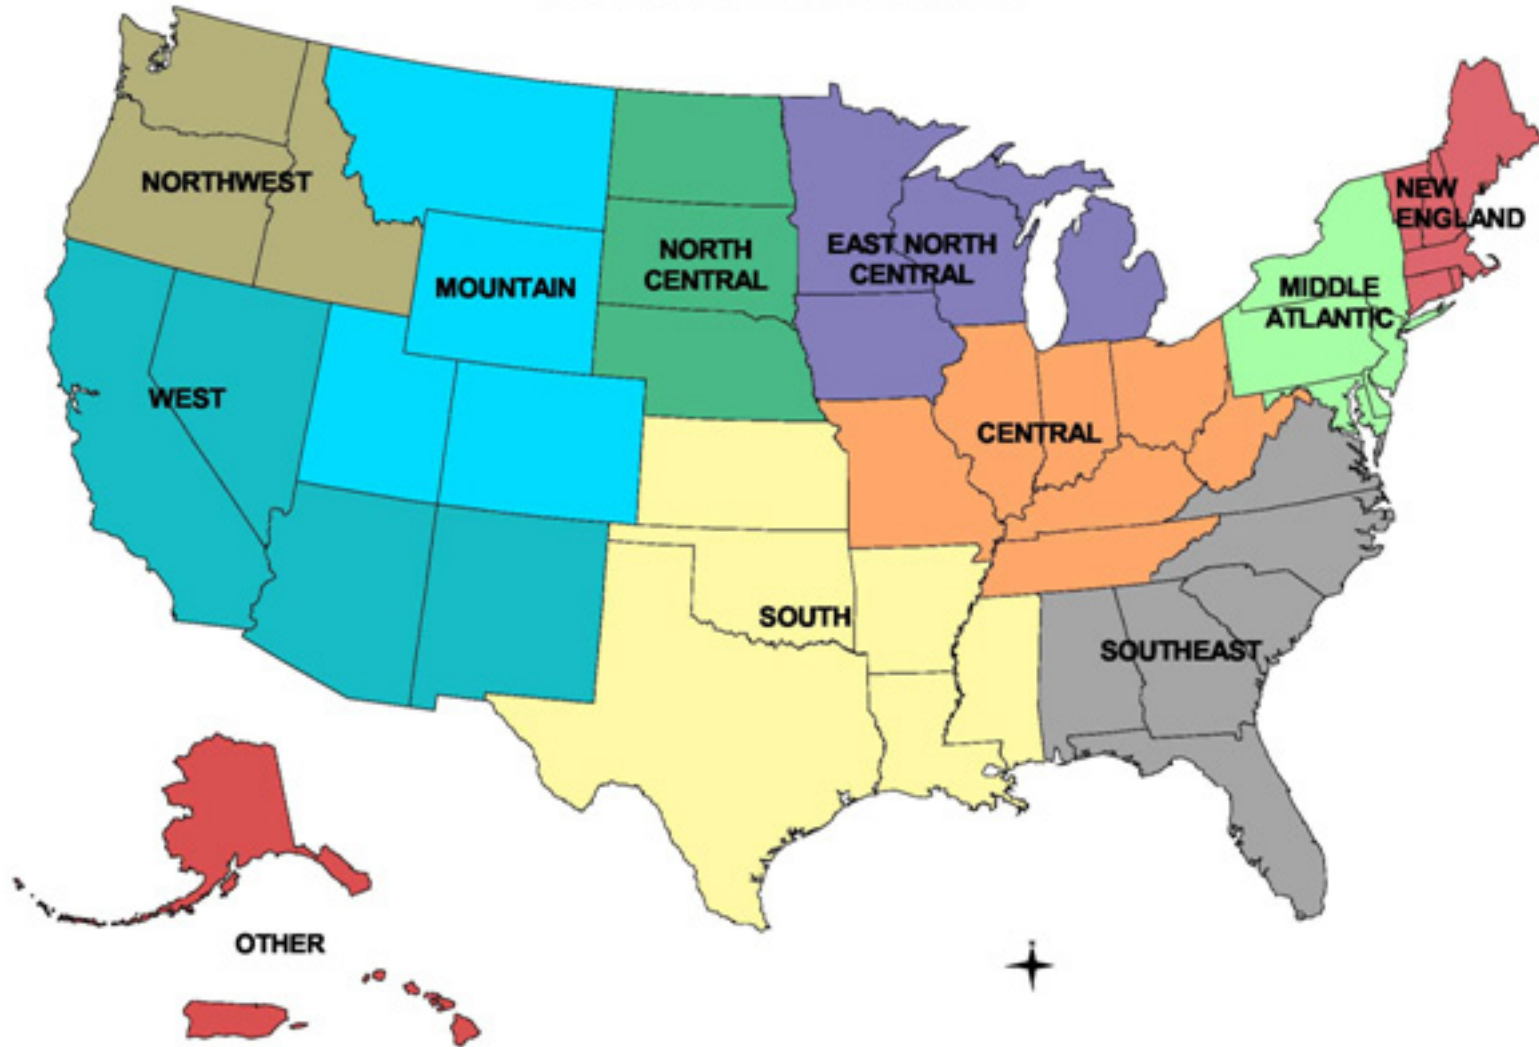 NORTHWEST
MOUNTAIN
NORTH
CENTRAL
EAST NORTH
CENTRAL
NEW
ENGLAND
MIDDLE
ATLANTIC
WEST
CENTRAL
SOUTH
SOUTHEAST
OTHER